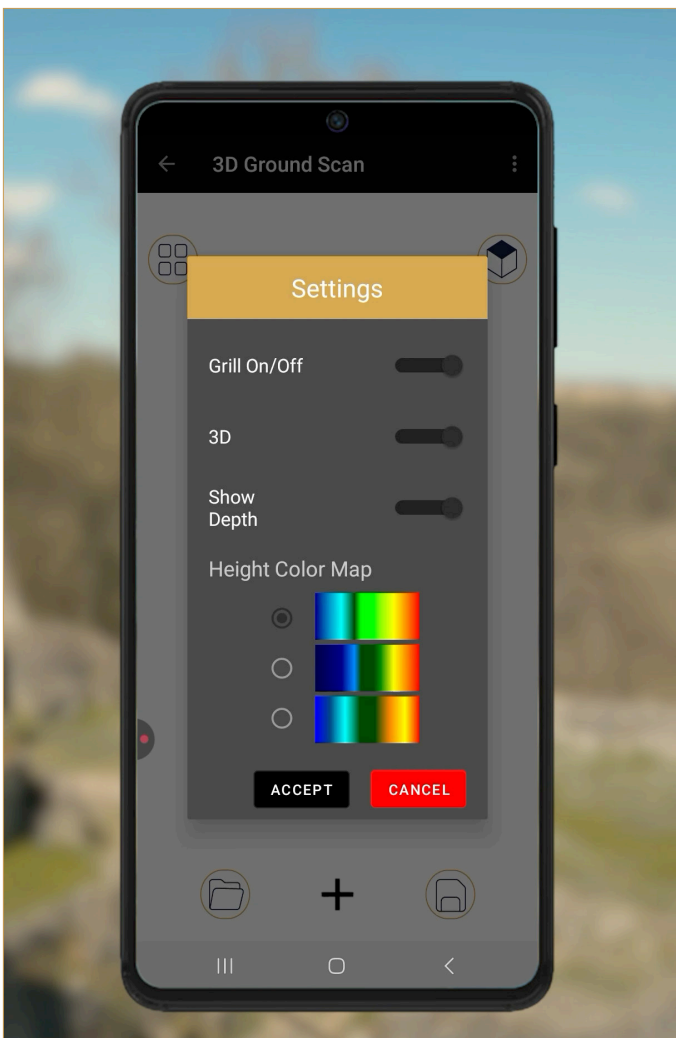 3D Ground Scan
Settings
Grill On/Off
3D
Show
Depth
Height Color Map
ACCEPT
CANCEL